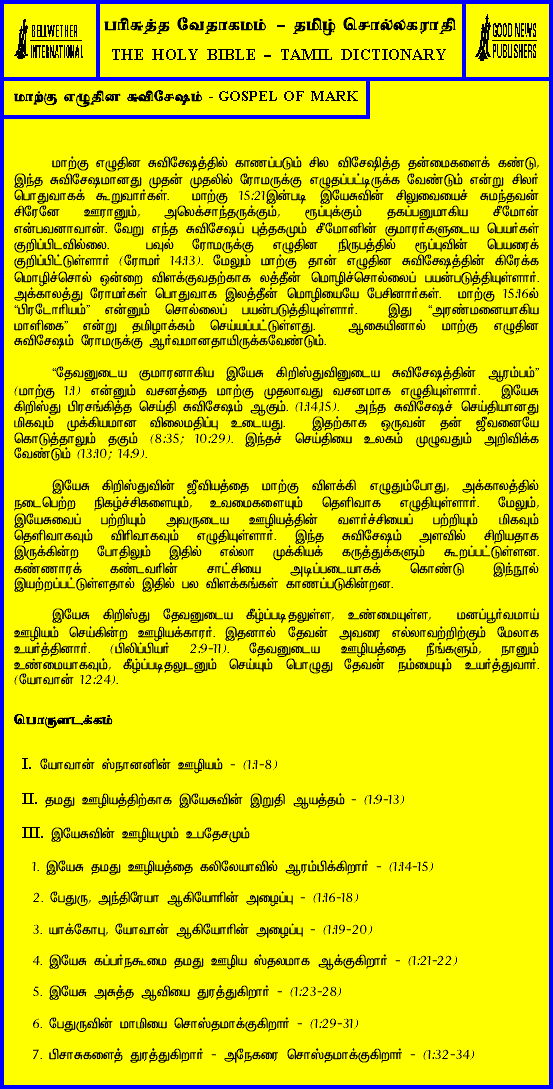 BELLWETHER
INTERNATIONAL
பரிசுத்த வேதாகமம் - தமிழ் சொல்லகராதி
THE HOLY BIBLE - TAMIL DICTIONARY
GOOD NEWS
PUBLISHERS
மாற்கு எழுதின சுவிசேஷம் - GOSPEL OF MARK
மாற்கு எழுதின சுவிசேஷத்தில் காணப்படும் சில விசேஷித்த தன்மைகளைக் கண்டு,
இந்த சுவிசேஷமானது முதன் முதலில் ரோமருக்கு எழுதப்பட்டிருக்க வேண்டும் என்று சிலர்
பொதுவாகக் கூறுவார்கள். மாற்கு 15:21இன்படி இயேசுவின் சிலுவையைச் சுமந்தவன்
சிரேனே ஊரானும், அலெக்சாந்தருக்கும், ரூப்புக்கும் தகப்பனுமாகிய சீமோன்
என்பவனாவான். வேறு எந்த சுவிசேஷப் புத்தகமும் சீமோனின் குமாரர்களுடைய பெயர்கள்
குறிப்பிடவில்லை. பவுல் ரோமருக்கு எழுதின நிருபத்தில் ரூப்புவின் பெயரைக்
குறிப்பிட்டுள்ளார் (ரோமர் 14:13). மேலும் மாற்கு தான் எழுதின சுவிசேஷத்தின் கிரேக்க
மொழிச்சொல் ஒன்றை விளக்குவதற்காக லத்தீன் மொழிச்சொல்லைப் பயன்படுத்தியுள்ளார்.
அக்காலத்து ரோமர்கள் பொதுவாக இலத்தீன் மொழியையே பேசினார்கள். மாற்கு 15:16ல்
"பிரடோரியம்" என்னும் சொல்லைப் பயன்படுத்தியுள்ளார். இது "அரண்மனையாகிய
மாளிகை" என்று தமிழாக்கம் செய்யப்பட்டுள்ளது. ஆகையினால் மாற்கு எழுதின
சுவிசேஷம் ரோமருக்கு ஆர்வமானதாயிருக்கவேண்டும்.
"தேவனுடைய குமாரனாகிய இயேசு கிறிஸ்துவினுடைய சுவிசேஷத்தின் ஆரம்பம்"
(மாற்கு 1:1) என்னும் வசனத்தை மாற்கு முதலாவது வசனமாக எழுதியுள்ளார். இயேசு
கிறிஸ்து பிரசங்கித்த செய்தி சுவிசேஷம் ஆகும். (1:14,15). அந்த சுவிசேஷச் செய்தியானது
மிகவும் முக்கியமான விலைமதிப்பு உடையது. இதற்காக ஒருவன் தன் ஜீவனையே
கொடுத்தாலும் தகும் (8:35; 10:29). இந்தச் செய்தியை உலகம் முழுவதும் அறிவிக்க
வேண்டும் (13:10; 14:9).
இயேசு கிறிஸ்துவின் ஜீவியத்தை மாற்கு விளக்கி எழுதும்போது, அக்காலத்தில்
நடைபெற்ற நிகழ்ச்சிகளையும், உவமைகளையும் தெளிவாக எழுதியுள்ளார். மேலும்,
இயேசுவைப் பற்றியும் அவருடைய ஊழியத்தின் வளர்ச்சியைப் பற்றியும் மிகவும்
தெளிவாகவும் விரிவாகவும் எழுதியுள்ளார். இந்த சுவிசேஷம் அளவில் சிறியதாக
இருக்கின்ற போதிலும் இதில் எல்லா முக்கியக் கருத்துக்களும் கூறப்பட்டுள்ளன.
கண்ணாரக் கண்டவரின் சாட்சியை அடிப்படையாகக் கொண்டு இந்நூல்
இயற்றப்பட்டுள்ளதால் இதில் பல விளக்கங்கள் காணப்படுகின்றன.
இயேசு கிறிஸ்து தேவனுடைய கீழ்ப்படிதலுள்ள, உண்மையுள்ள, மனப்பூர்வமாய்
ஊழியம் செய்கின்ற ஊழியக்காரர். இதனால் தேவன் அவரை எல்லாவற்றிற்கும் மேலாக
உயர்த்தினார். (பிலிப்பியர் 2:9-11). தேவனுடைய ஊழியத்தை நீங்களும், நானும்
உண்மையாகவும், கீழ்ப்படிதலுடனும் செய்யும் பொழுது தேவன் நம்மையும் உயர்த்துவார்.
(யோவான் 12:24).
பொருளடக்கம்
I. யோவான் ஸ்நானனின் ஊழியம் - (1:1-8)
II. தமது ஊழியத்திற்காக இயேசுவின் இறுதி ஆயத்தம் - (1:9-13)
III. இயேசுவின் ஊழியமும் உபதேசமும்
1. இயேசு தமது ஊழியத்தை கலிலேயாவில் ஆரம்பிக்கிறார் - (1:14-15)
2. பேதுரு, அந்திரேயா ஆகியோரின் அழைப்பு - (1:16-18)
3. யாக்கோபு, யோவான் ஆகியோரின் அழைப்பு - (1:19-20)
4. இயேசு கப்பர்நகூமை தமது ஊழிய ஸ்தலமாக ஆக்குகிறார் - (1:21-22)
5. இயேசு அசுத்த ஆவியை துரத்துகிறார் - (1:23-28)
6. பேதுருவின் மாமியை சொஸ்தமாக்குகிறார் - (1:29-31)
7. பிசாசுகளைத் துரத்துகிறார் - அநேகரை சொஸ்தமாக்குகிறார் - (1:32-34)